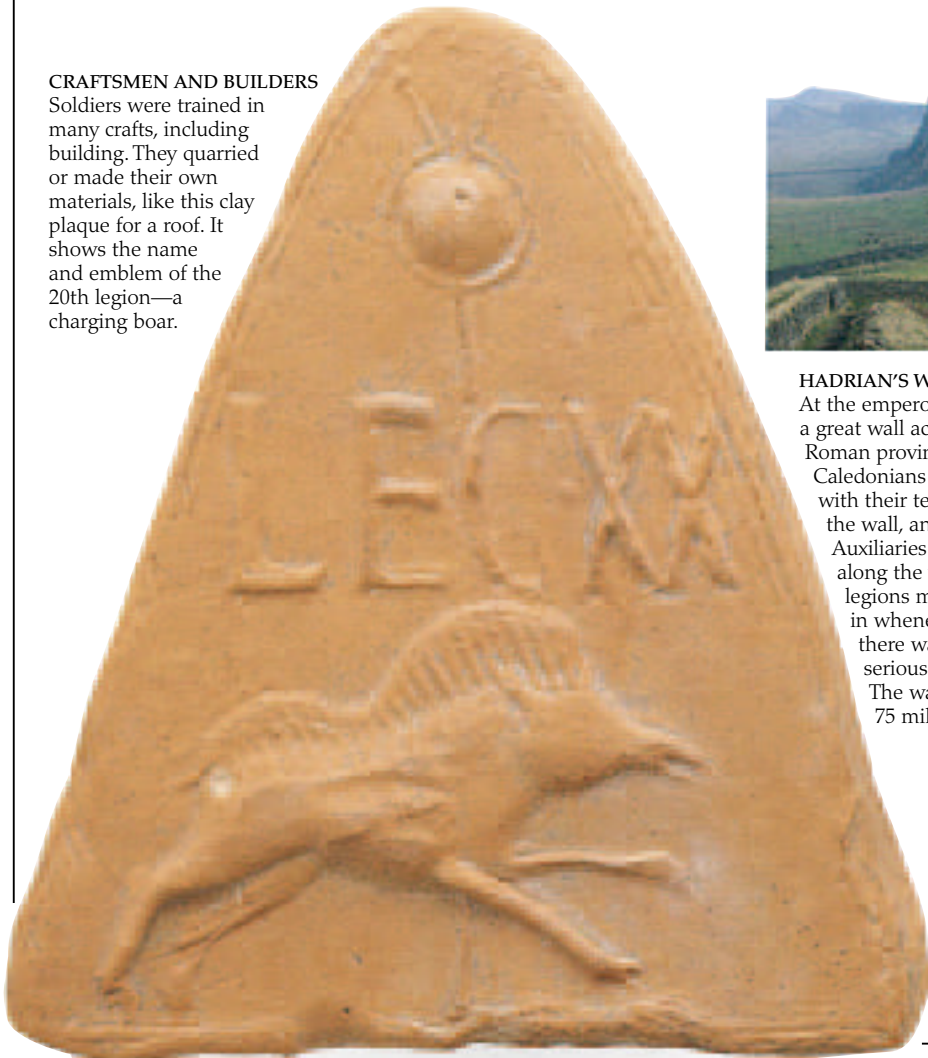 CRAFTSMEN AND BUILDERS
Soldiers were trained in
many crafts, including
building. They quarried
or made their own
materials, like this clay
plaque for a roof. It
shows the name
and emblem of the
20th legion—a
charging boar.
LEGXX
HADRIAN'S W
At the empero
a great wall ac
Roman provin
Caledonians
with their te
the wall, an
Auxiliaries
along the
legions m
in whene
there wa
serious
The wa
75 mil